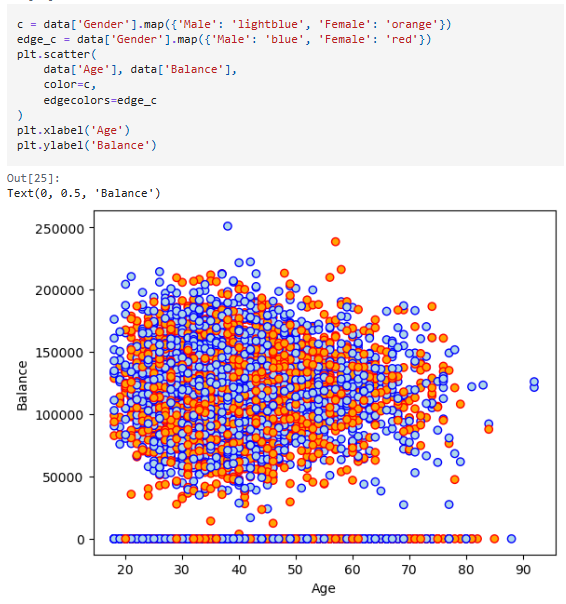 c = data['Gender'].map({'Male': 'lightblue', 'Female': 'orange'})
edge_c = data['Gender'].map({'Male': 'blue', 'Female': 'red'})
plt.scatter(
    data['Age'], data['Balance'],
    color=c,
    edgecolors=edge_c
)
plt.xlabel('Age')
plt.ylabel('Balance')
Out[25]:
Text(0, 0.5, 'Balance')
250000
200000
150000
100000
50000
0
Balance
20 30 40 50 60 70 80 90
Age